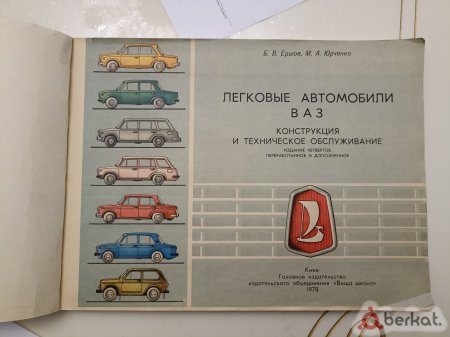 Б. В. Ершов, М. А. Юрченко
ЛЕГКОВЫЕ АВТОМОБИЛИ
ВАЗ
КОНСТРУКЦИЯ
И ТЕХНИЧЕСКОЕ ОБСЛУЖИВАНИЕ
ИЗДАНИЕ ЧЕТВЕРТОЕ,
ПЕРЕРАБОТАННОЕ И ДОПОЛНЕННОЕ
Киев
Головное издательство
издательского объединения «Вища школа»
1978
berkat.